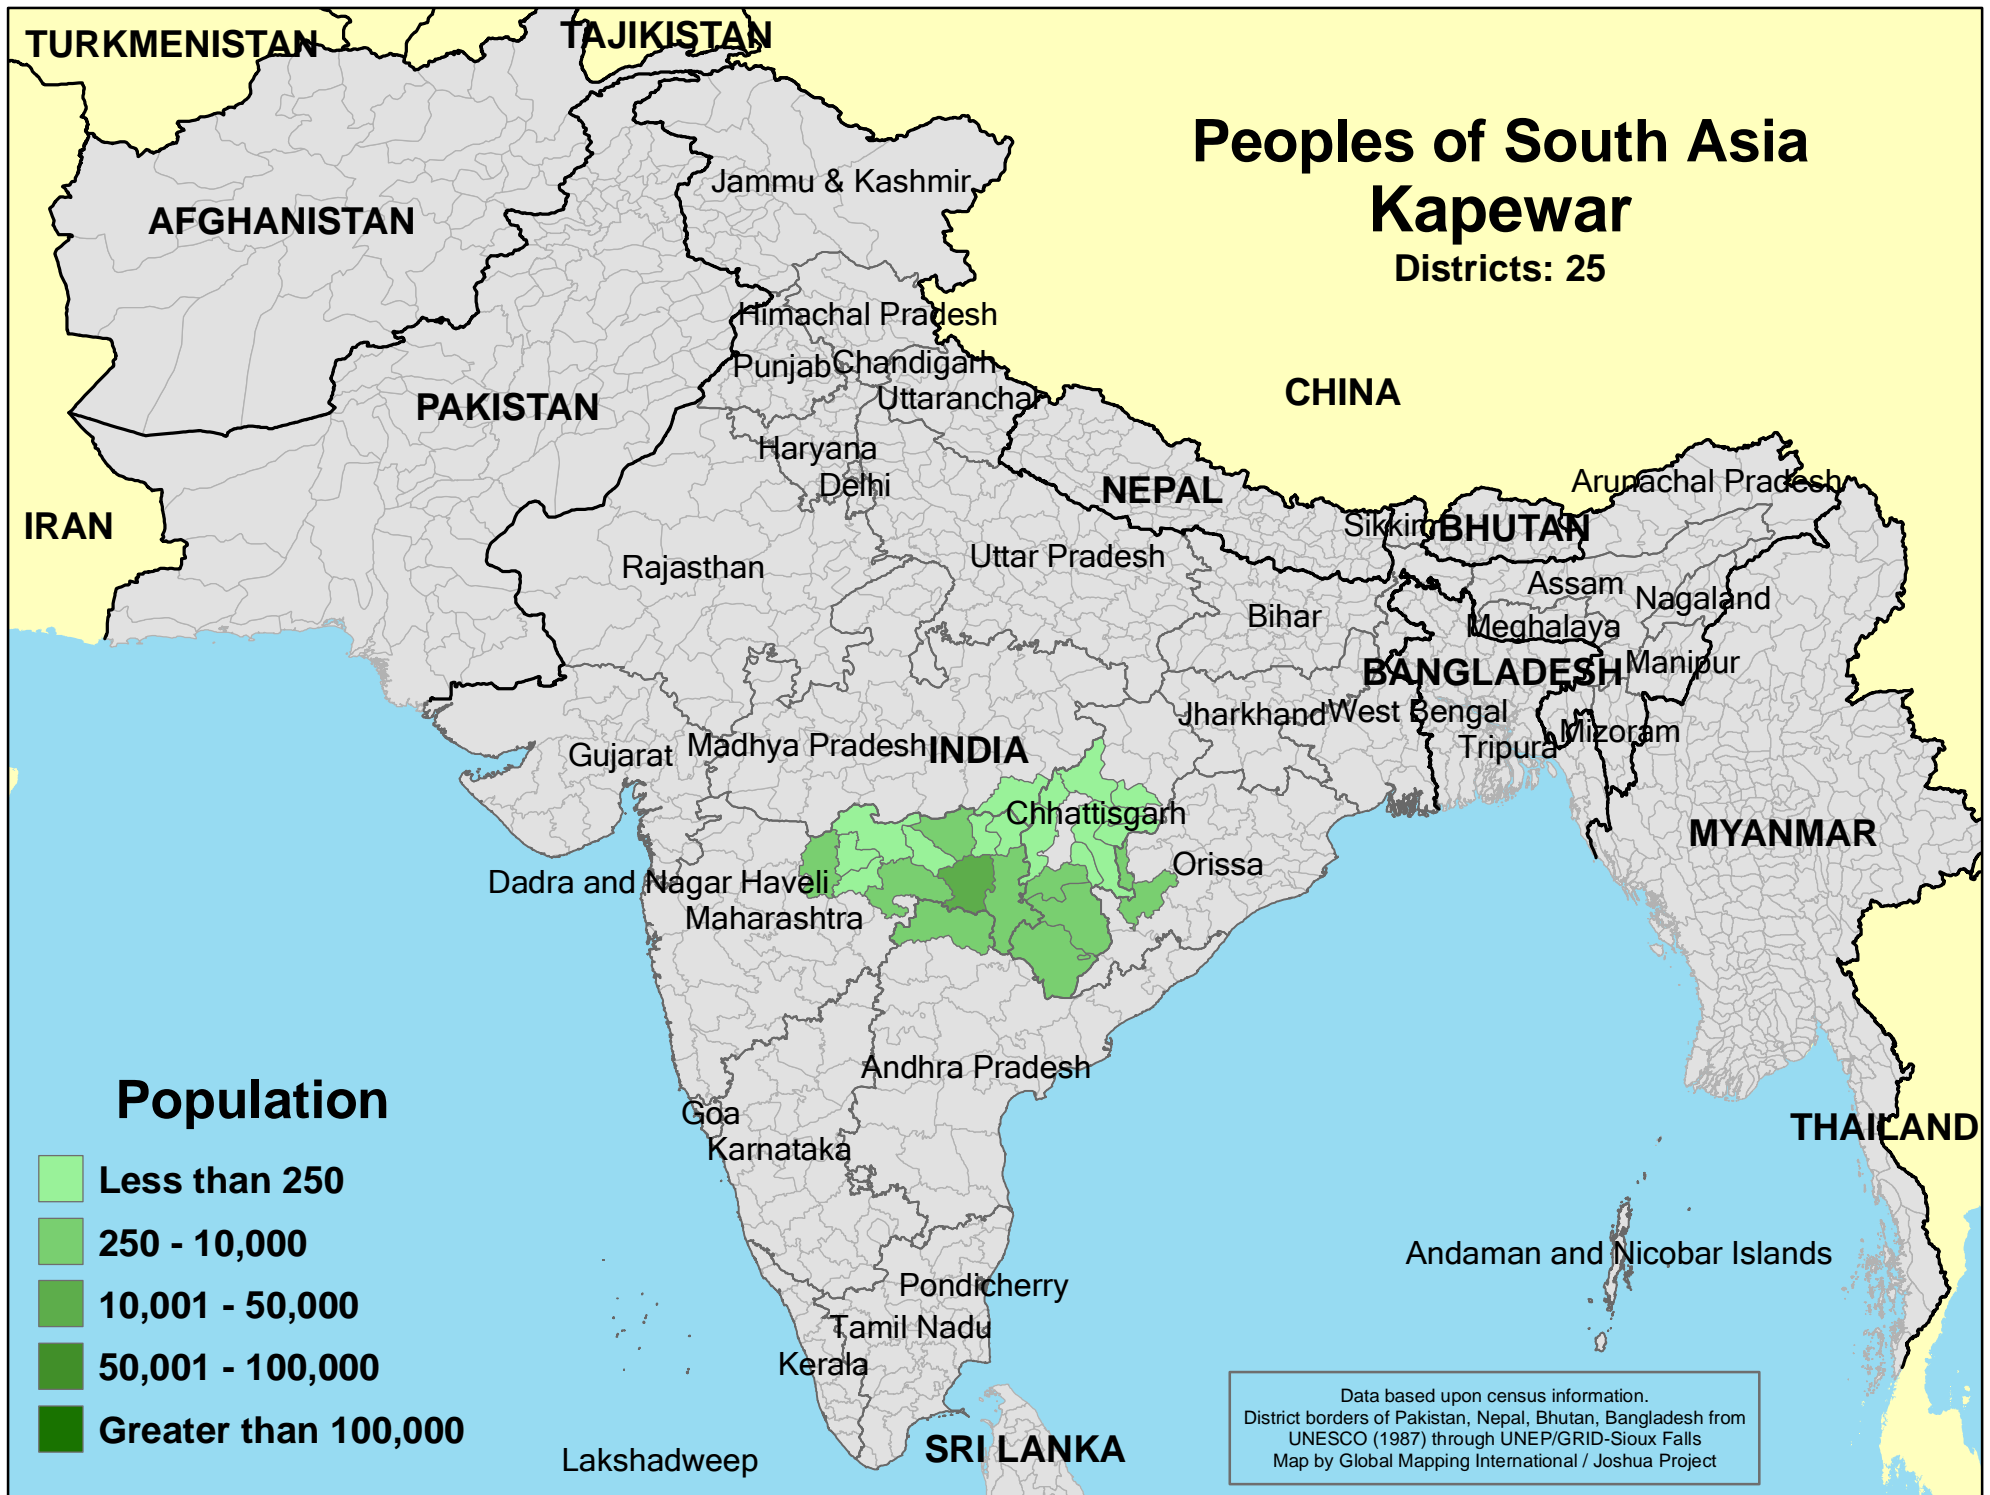 TURKMENISTAN
TAJIKISTAN
Peoples of South Asia
Kapewar
Districts: 25
Jammu & Kashmir
AFGHANISTAN
Himachal Pradesh
Punjab
Chandigarh
Uttaranchal
PAKISTAN
CHINA
Haryana
Delhi
NEPAL
Arunachal Pradesh
IRAN
Sikkim
BHUTAN
Rajasthan
Uttar Pradesh
Assam
Nagaland
Bihar
Meghalaya
BANGLADESH
Manipur
Jharkhand
West Bengal
Mizoram
Tripura
Gujarat
Madhya Pradesh
INDIA
Chhattisgarh
MYANMAR
Orissa
Dadra and Nagar Haveli
Maharashtra
Andhra Pradesh
Goa
Karnataka
THAILAND
Andaman and Nicobar Islands
Pondicherry
Tamil Nadu
Kerala
SRI LANKA
Lakshadweep
Population
Less than 250
250 - 10,000
10,001 - 50,000
50,001 - 100,000
Greater than 100,000
Data based upon census information.
District borders of Pakistan, Nepal, Bhutan, Bangladesh from
UNESCO (1987) through UNEP/GRID-Sioux Falls
Map by Global Mapping International / Joshua Project